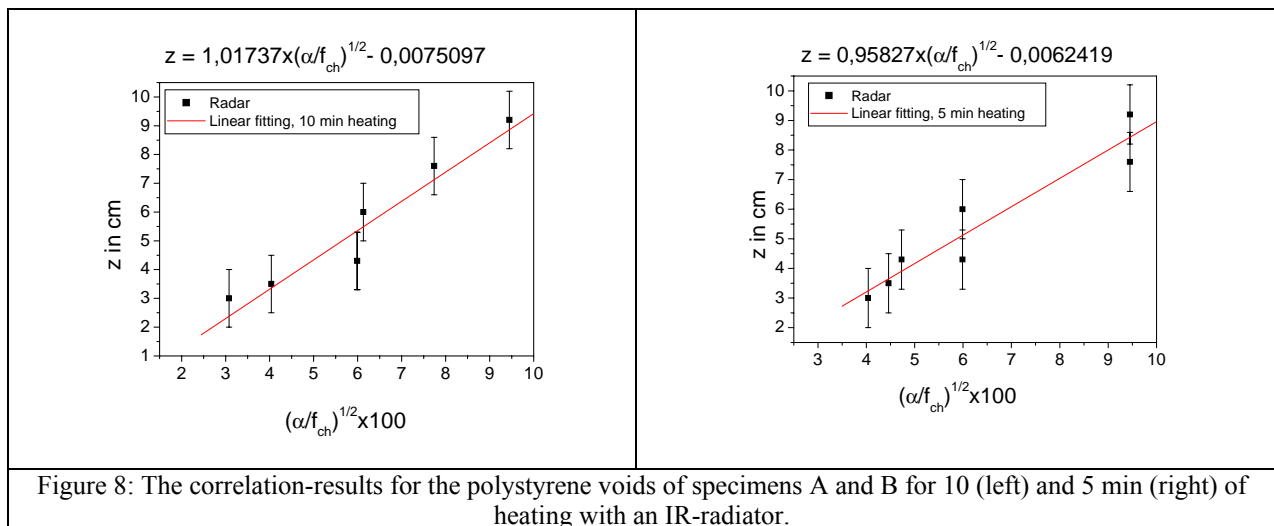 z = 1,01737x(α/f_ch)^1/2 - 0,0075097
Radar
Linear fitting, 10 min heating
10
9
8
7
6
5
4
3
2
1
z in cm
2 3 4 5 6 7 8 9 10
(α/f_ch)^1/2x100
z = 0,95827x(α/f_ch)^1/2 - 0,0062419
Radar
Linear fitting, 5 min heating
10
9
8
7
6
5
4
3
2
z in cm
3 4 5 6 7 8 9 10
(α/f_ch)^1/2x100
Figure 8: The correlation-results for the polystyrene voids of specimens A and B for 10 (left) and 5 min (right) of
heating with an IR-radiator.